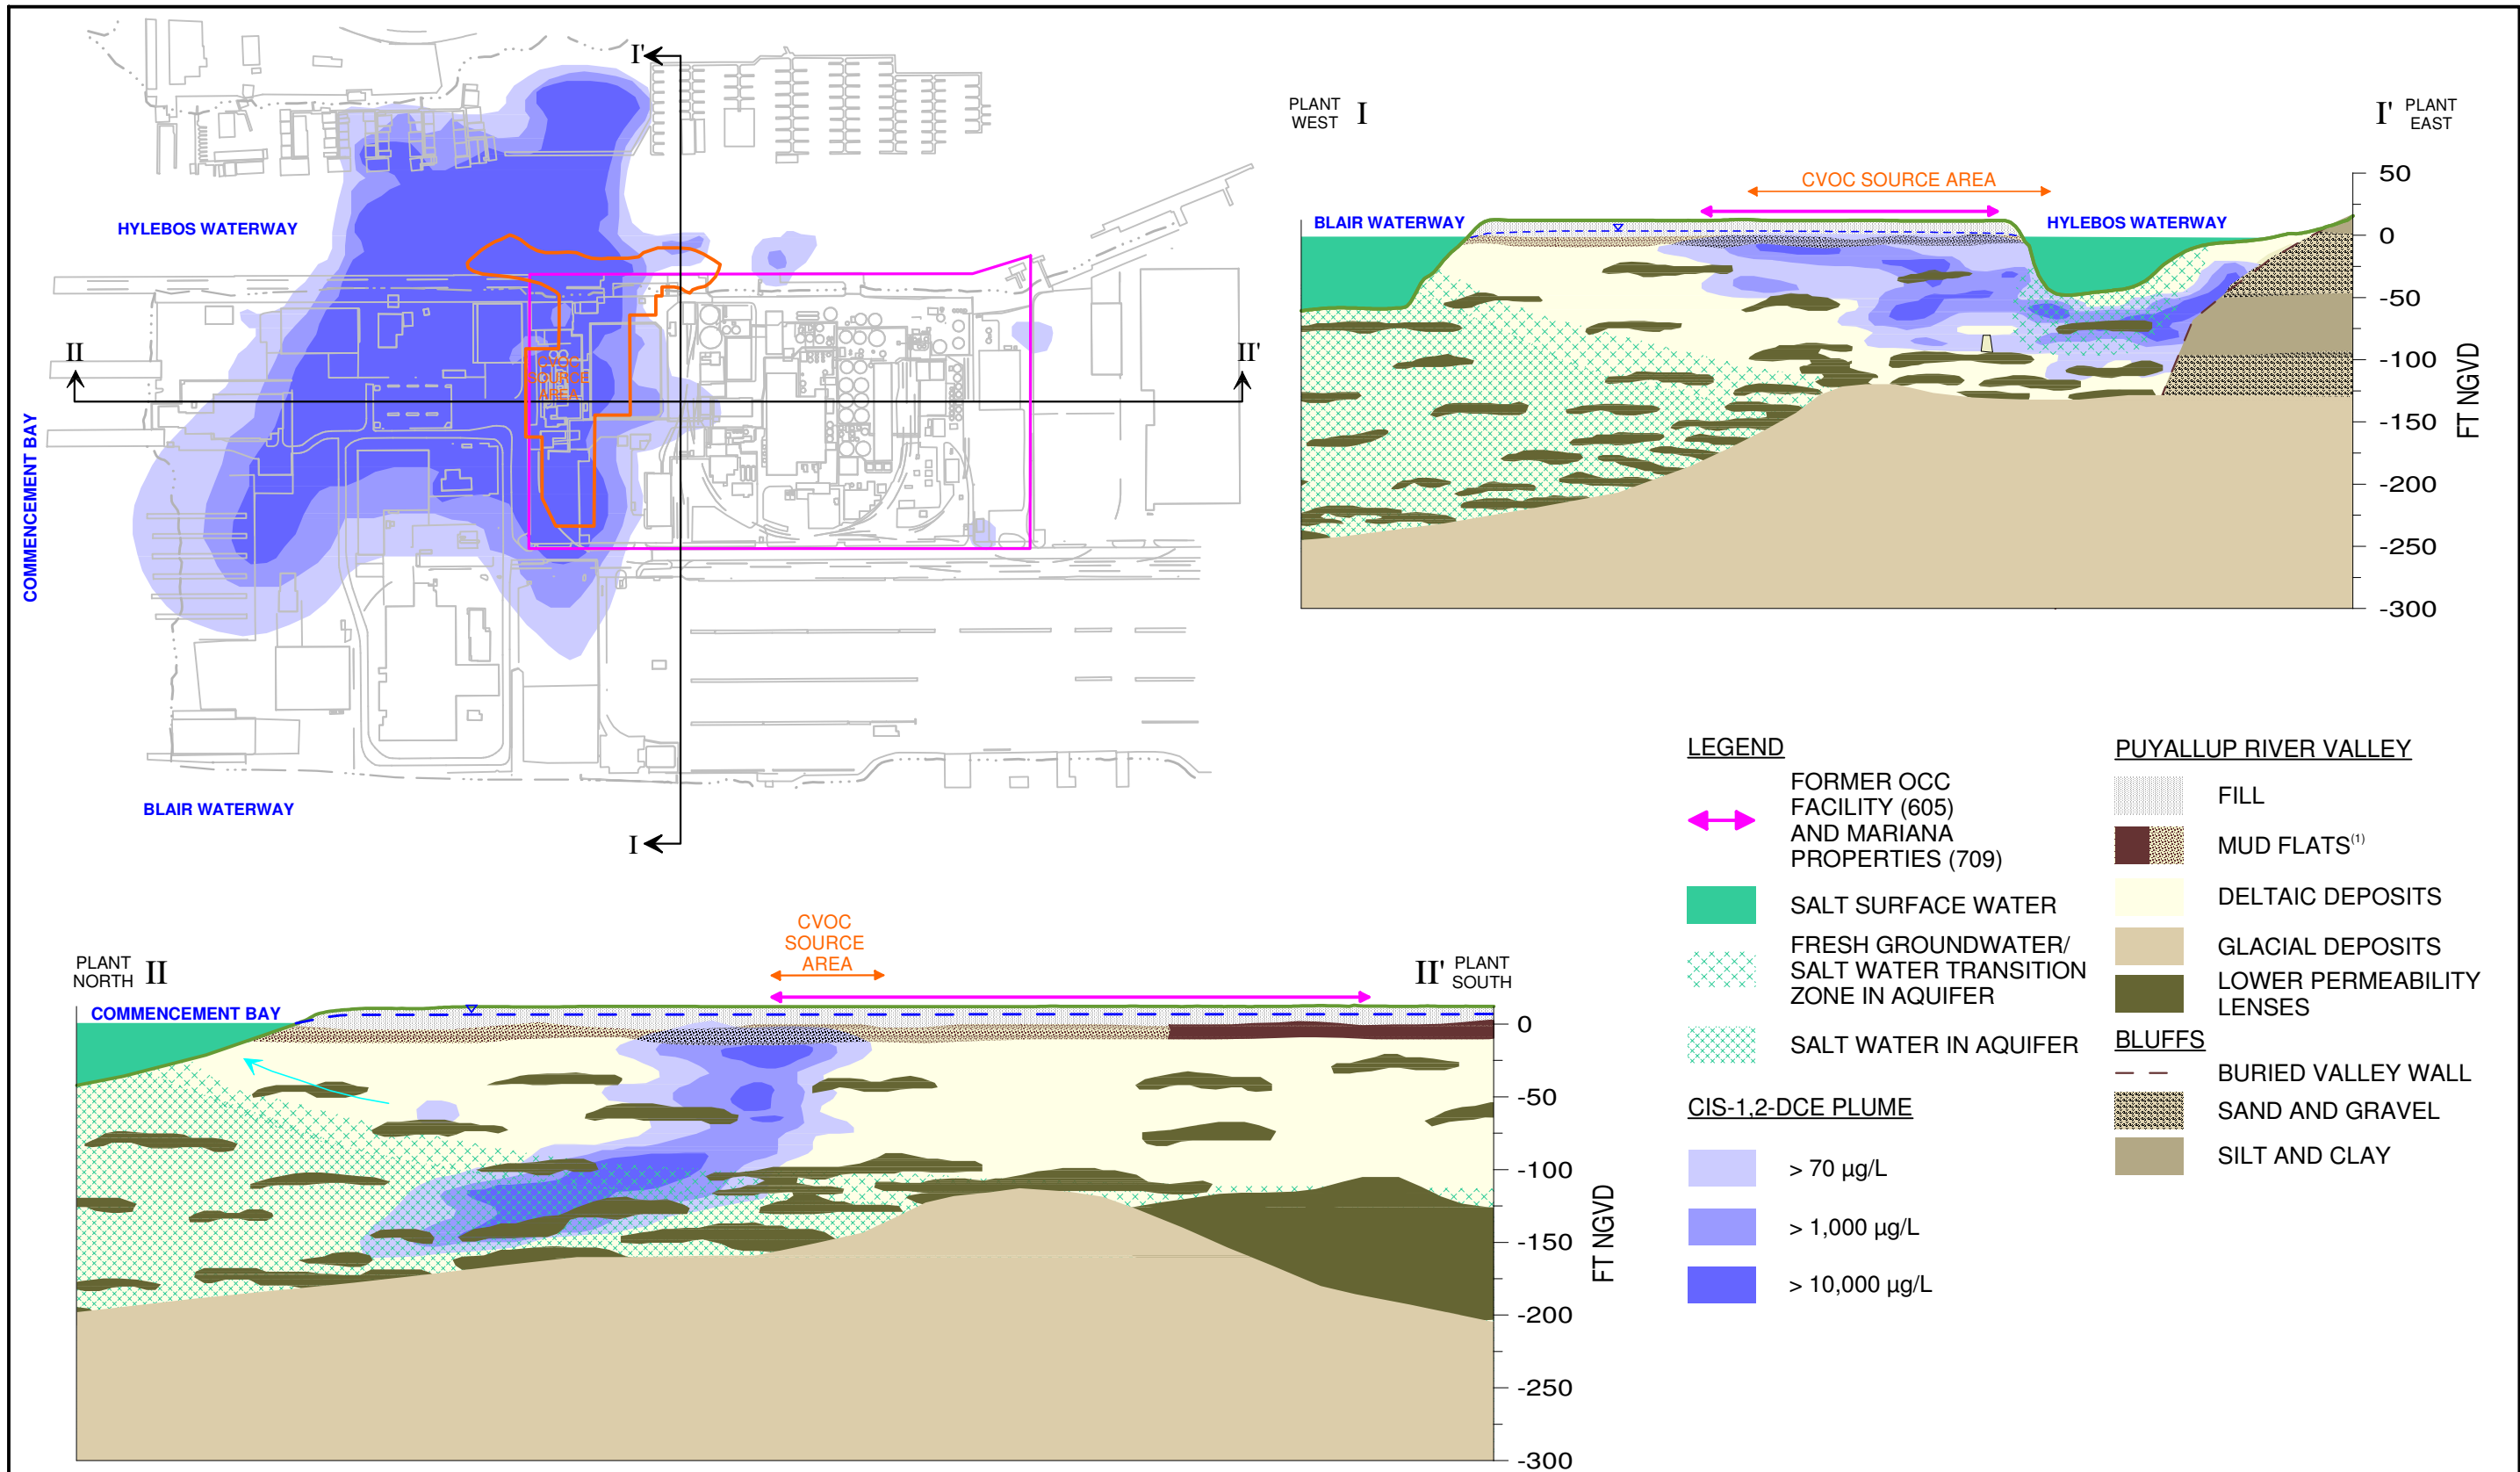 I'
II
II'
HYLEBOS WATERWAY
CVOC
SOURCE
AREA
COMMENCEMENT BAY
BLAIR WATERWAY
I
PLANT
WEST
I
I'
PLANT
EAST
CVOC SOURCE AREA
BLAIR WATERWAY
HYLEBOS WATERWAY
50
0
-50
-100
-150
-200
-250
-300
FT NGVD
PLANT
NORTH
II
CVOC
SOURCE
AREA
II'
PLANT
SOUTH
COMMENCEMENT BAY
0
-50
-100
-150
-200
-250
-300
FT NGVD
LEGEND
FORMER OCC
FACILITY (605)
AND MARIANA
PROPERTIES (709)
SALT SURFACE WATER
FRESH GROUNDWATER/
SALT WATER TRANSITION
ZONE IN AQUIFER
SALT WATER IN AQUIFER
CIS-1,2-DCE PLUME
> 70 µg/L
> 1,000 µg/L
> 10,000 µg/L
PUYALLUP RIVER VALLEY
FILL
MUD FLATS(1)
DELTAIC DEPOSITS
GLACIAL DEPOSITS
LOWER PERMEABILITY
LENSES
BLUFFS
BURIED VALLEY WALL
SAND AND GRAVEL
SILT AND CLAY